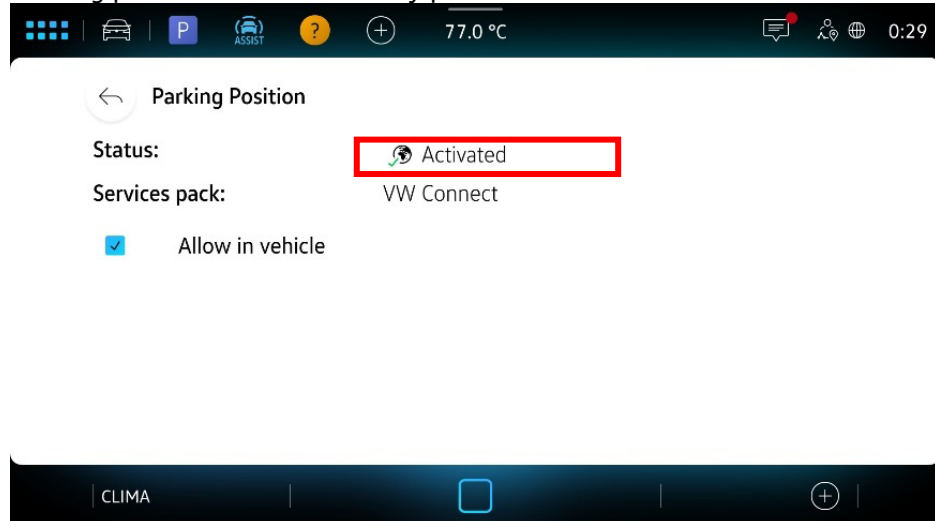 P ASSIST ? 77.0 °C 0:29
Parking Position
Status: Activated
Services pack: VW Connect
Allow in vehicle
CLIMA